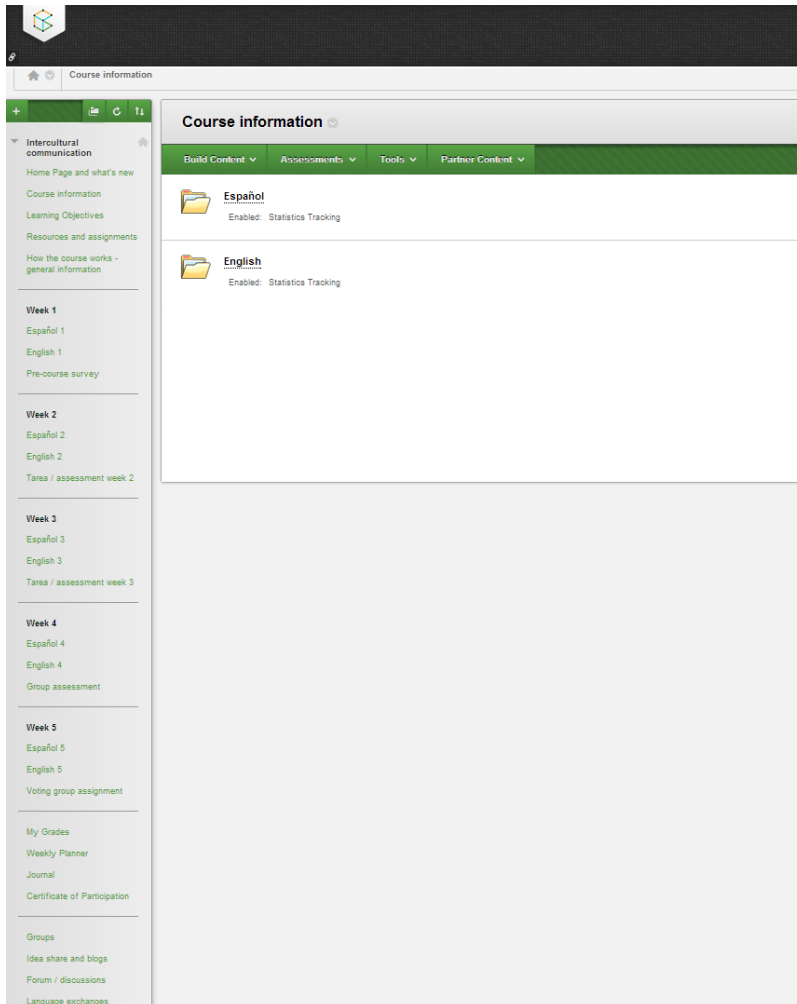 Course information
Intercultural
communication
Home Page and what's new
Course information
Learning Objectives
Resources and assignments
How the course works -
general information
Week 1
Español 1
English 1
Pre-course survey
Week 2
Español 2
English 2
Tarea / assessment week 2
Week 3
Español 3
English 3
Tarea / assessment week 3
Week 4
Español 4
English 4
Group assessment
Week 5
Español 5
English 5
Voting group assignment
My Grades
Weekly Planner
Journal
Certificate of Participation
Groups
Idea share and blogs
Forum / discussions
Language exchanges
Course information
Build Content Assessments Tools Partner Content
Español
Enabled: Statistics Tracking
English
Enabled: Statistics Tracking